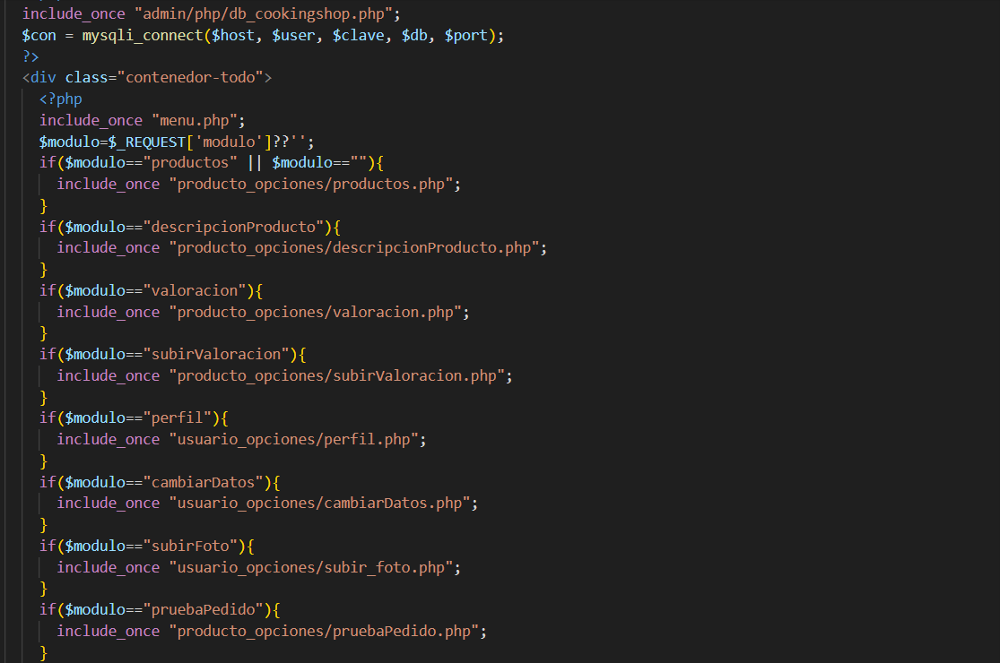 include_once "admin/php/db_cookingshop.php";
$con = mysqli_connect($host, $user, $clave, $db, $port);
?>
<div class="contenedor-todo">
<?php
include_once "menu.php";
$modulo=$_REQUEST['modulo']??'';
if($modulo=="productos" || $modulo==""){
include_once "producto_opciones/productos.php";
}
if($modulo=="descripcionProducto"){
include_once "producto_opciones/descripcionProducto.php";
}
if($modulo=="valoracion"){
include_once "producto_opciones/valoracion.php";
}
if($modulo=="subirValoracion"){
include_once "producto_opciones/subirValoracion.php";
}
if($modulo=="perfil"){
include_once "usuario_opciones/perfil.php";
}
if($modulo=="cambiarDatos"){
include_once "usuario_opciones/cambiarDatos.php";
}
if($modulo=="subirFoto"){
include_once "usuario_opciones/subir_foto.php";
}
if($modulo=="pruebaPedido"){
include_once "producto_opciones/pruebaPedido.php";
}